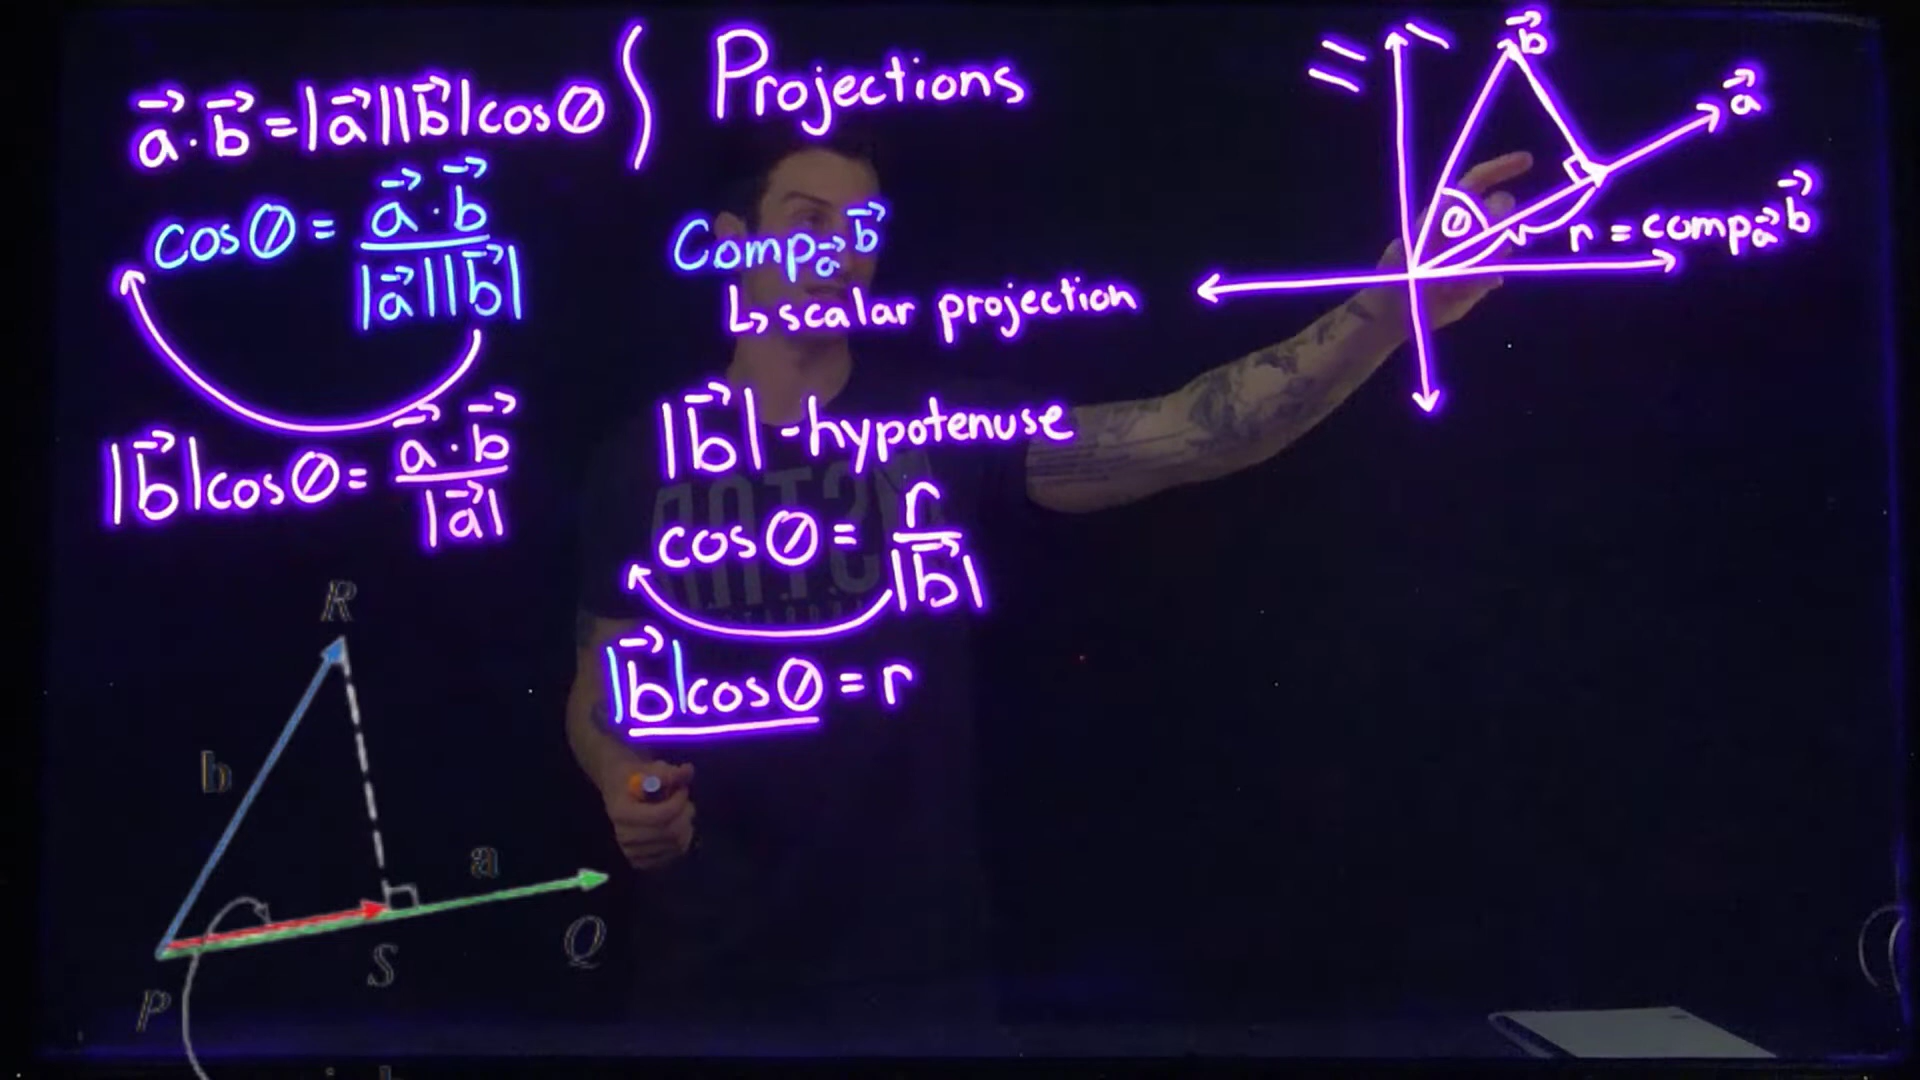 a⃗·b⃗=|a⃗||b⃗|cosθ
cosθ = a⃗·b⃗ / |a⃗||b⃗|
|b⃗|cosθ = a⃗·b⃗ / |a⃗|
R
b
a
S
Q
P
Projections
Comp_a⃗ b⃗
↳ scalar projection
|b⃗| - hypotenuse
cosθ = r / |b⃗|
|b⃗|cosθ = r
b⃗
a⃗
θ
r = comp_a⃗ b⃗